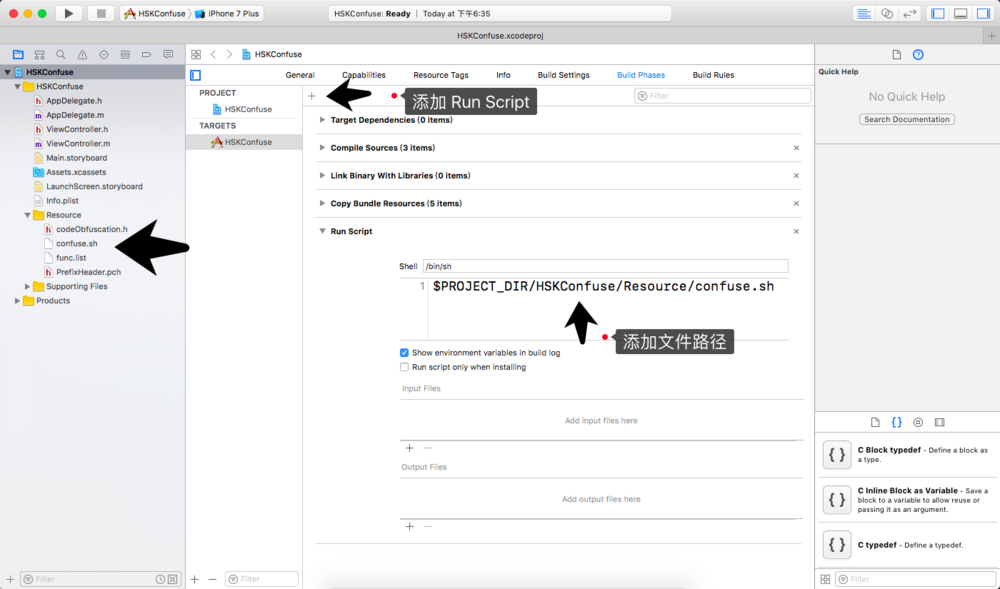 HSKConfuse
iPhone 7 Plus
HSKConfuse: Ready
Today at 下午6:35
HSKConfuse.xcodeproj
HSKConfuse
HSKConfuse
AppDelegate.h
AppDelegate.m
ViewController.h
ViewController.m
Main.storyboard
Assets.xcassets
LaunchScreen.storyboard
Info.plist
Resource
codeObfuscation.h
confuse.sh
func.list
PrefixHeader.pch
Supporting Files
Products
Filter
HSKConfuse
General
Capabilities
Resource Tags
Info
Build Settings
Build Phases
Build Rules
PROJECT
HSKConfuse
TARGETS
HSKConfuse
Filter
添加 Run Script
Filter
Target Dependencies (0 items)
Compile Sources (3 items)
Link Binary With Libraries (0 items)
Copy Bundle Resources (5 items)
Run Script
Shell
/bin/sh
1
$PROJECT_DIR/HSKConfuse/Resource/confuse.sh
添加文件路径
Show environment variables in build log
Run script only when installing
Input Files
Add input files here
Output Files
Add output files here
Quick Help
No Quick Help
Search Documentation
C Block typedef - Define a block as
a type.
C Inline Block as Variable - Save a
block to a variable to allow reuse or
passing it as an argument.
C typedef - Define a typedef.
Filter